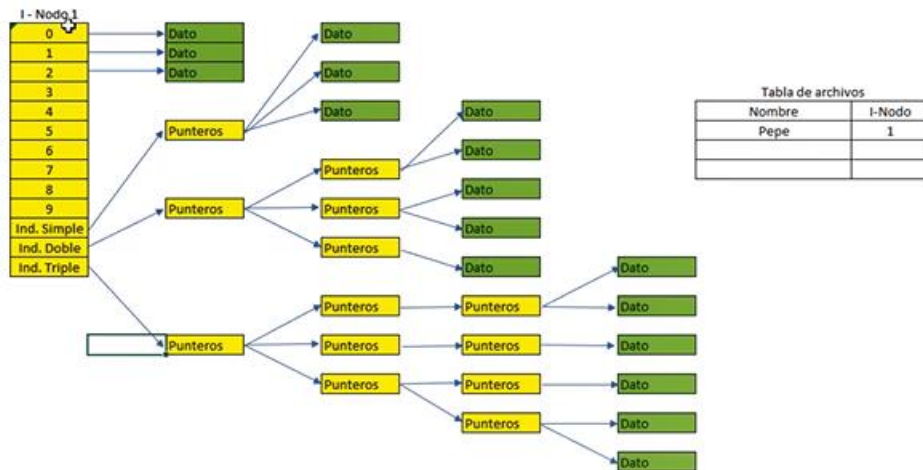 I - Nodo 1
0
1
2
3
4
5
6
7
8
9
Ind. Simple
Ind. Doble
Ind. Triple
Dato
Dato
Dato
Punteros
Dato
Dato
Dato
Punteros
Punteros
Punteros
Punteros
Dato
Dato
Dato
Dato
Dato
Punteros
Punteros
Punteros
Punteros
Punteros
Punteros
Punteros
Punteros
Dato
Dato
Dato
Dato
Dato
Dato
Tabla de archivos
Nombre I-Nodo
Pepe 1